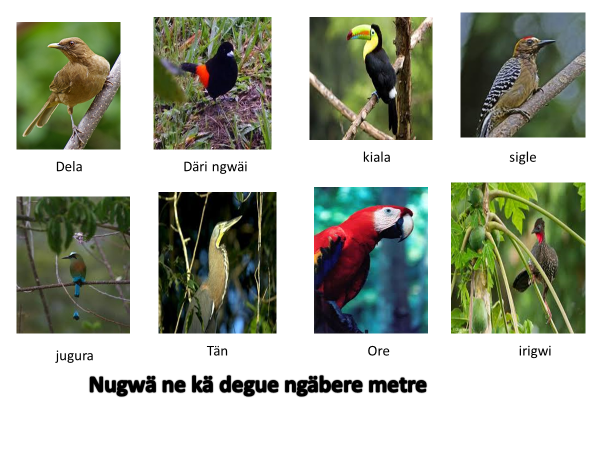 Dela
Däri ngwäi
kiala
sigle
jugura
Tän
Ore
irigwi
Nugwä ne kä degue ngäbere metre